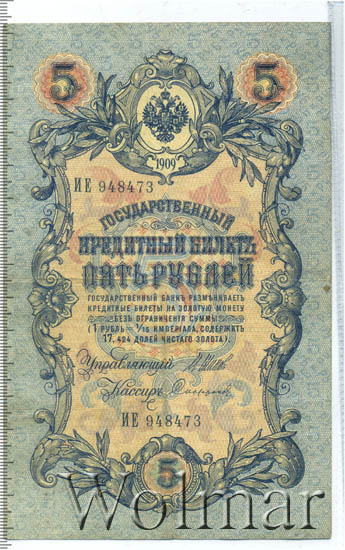 5 5
1909
ИЕ 948473
ГОСУДАРСТВЕННЫЙ
КРЕДИТНЫЙ БИЛЕТЪ
ПЯТЬ РУБЛЕЙ
ГОСУДАРСТВЕННЫЙ БАНКЪ РАЗМѢНИВАЕТЪ
КРЕДИТНЫЕ БИЛЕТЫ НА ЗОЛОТУЮ МОНЕТУ
БЕЗЪ ОГРАНИЧЕНІЯ СУММЫ
(1 РУБЛЬ = 1/15 ИМПЕРІАЛА, СОДЕРЖИТЪ
17,424 ДОЛЕЙ ЧИСТАГО ЗОЛОТА).
Управляющій
Кассиръ
ИЕ 948473
5
Wolmar